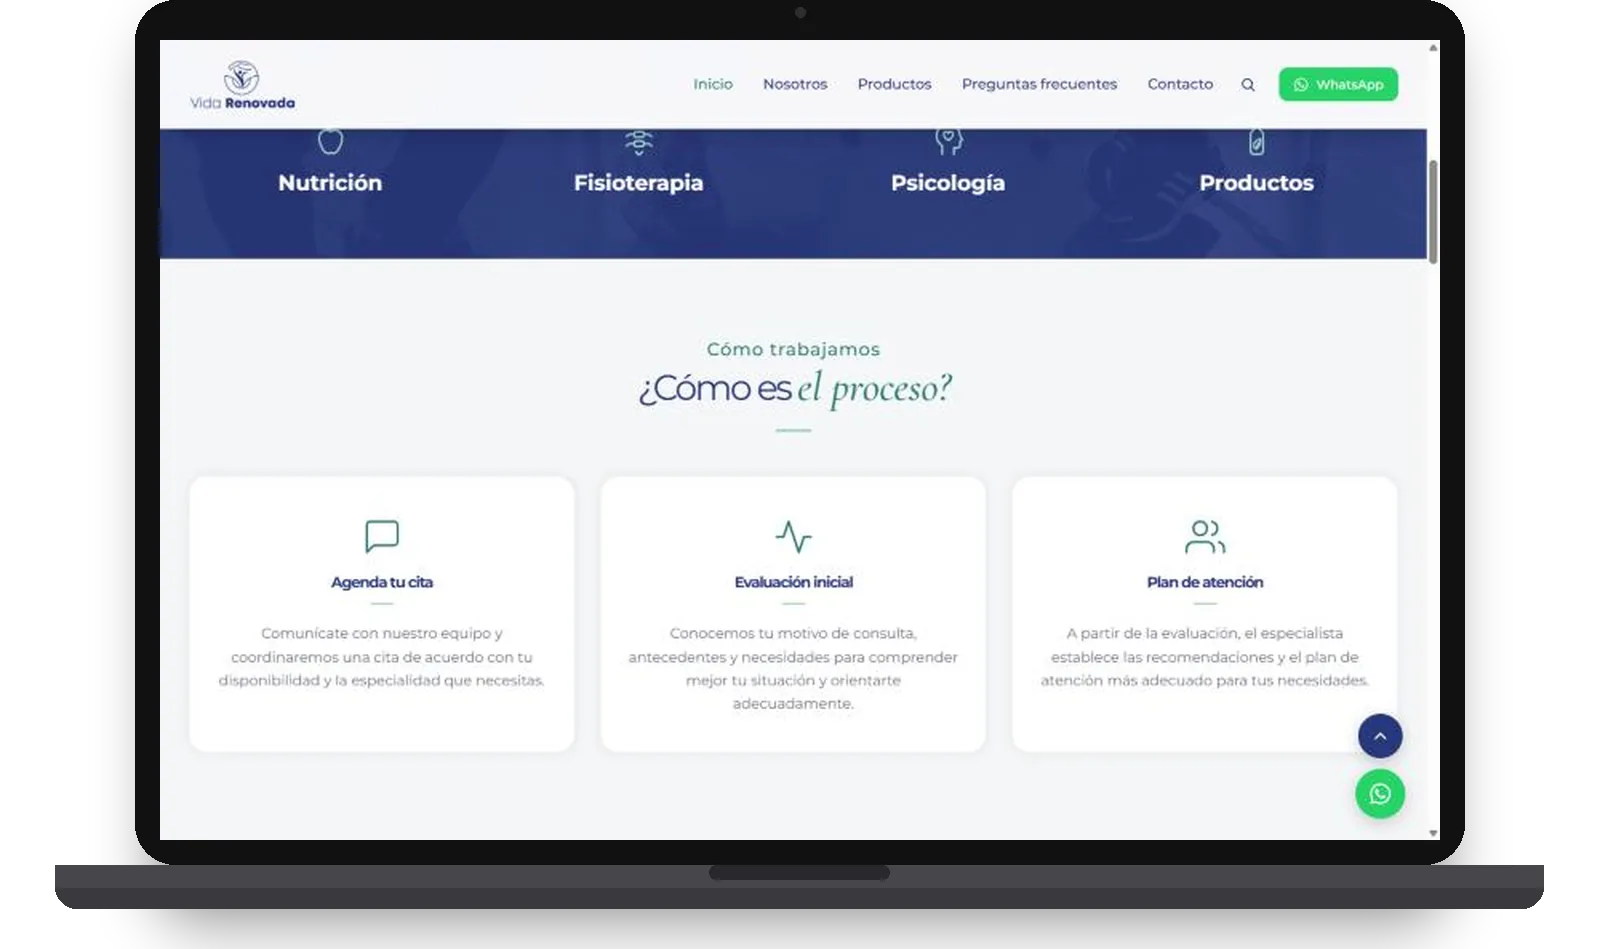 Vida Renovada
Inicio
Nosotros
Productos
Preguntas frecuentes
Contacto
WhatsApp
Nutrición
Fisioterapia
Psicología
Productos
Cómo trabajamos
¿Cómo es el proceso?
Agenda tu cita
Comunícate con nuestro equipo y
coordinaremos una cita de acuerdo con tu
disponibilidad y la especialidad que necesitas.
Evaluación inicial
Conocemos tu motivo de consulta,
antecedentes y necesidades para comprender
mejor tu situación y orientarte
adecuadamente.
Plan de atención
A partir de la evaluación, el especialista
establece las recomendaciones y el plan de
atención más adecuado para tus necesidades.